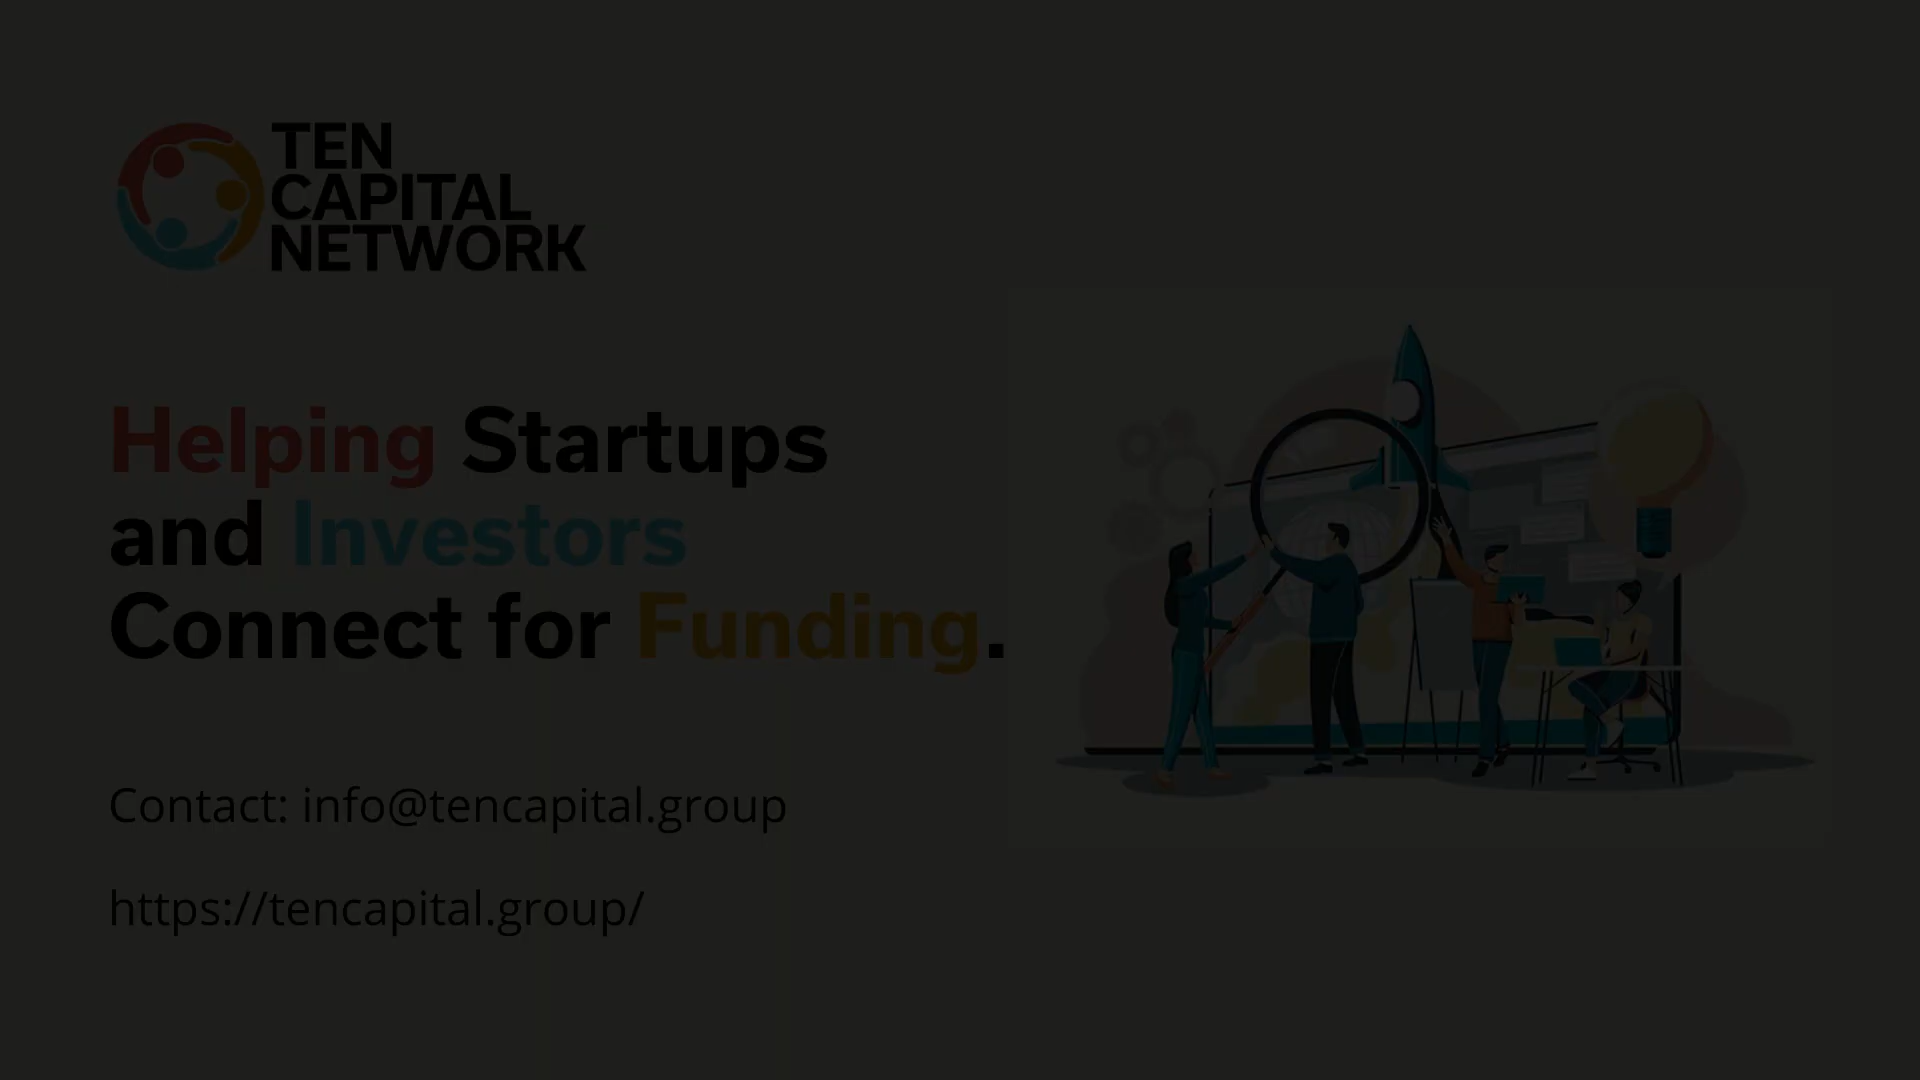 TEN
CAPITAL
NETWORK
Helping Startups
and Investors
Connect for Funding.
Contact: info@tencapital.group
https://tencapital.group/